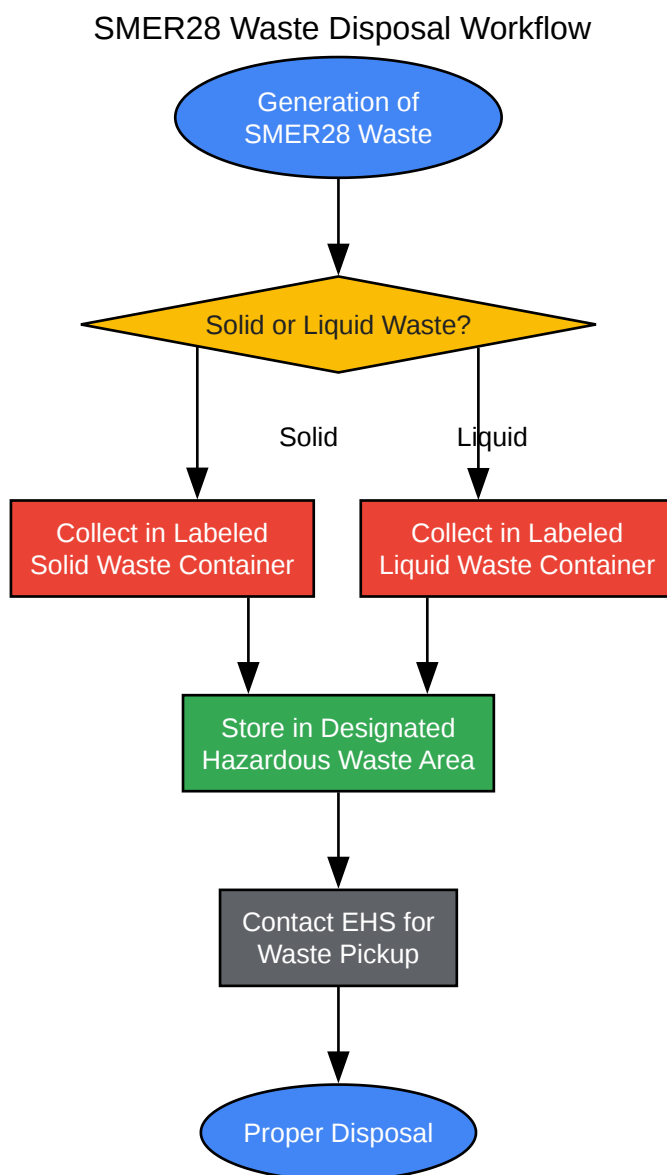 SMER28 Waste Disposal Workflow
Generation of
SMER28 Waste
Solid or Liquid Waste?
Solid
Liquid
Collect in Labeled
Solid Waste Container
Collect in Labeled
Liquid Waste Container
Store in Designated
Hazardous Waste Area
Contact EHS for
Waste Pickup
Proper Disposal